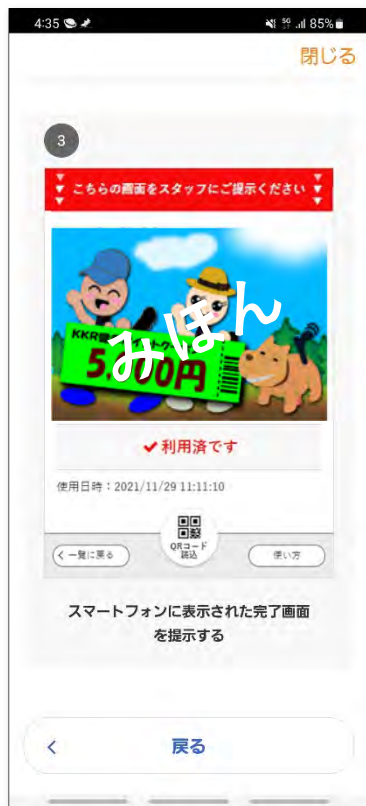 4:35
5G
85%
閉じる
3
こちらの画面をスタッフにご提示ください
みほん
5,000円
利用済です
使用日時：2021/11/29 11:11:10
一覧に戻る
QRコード
読込
使い方
スマートフォンに表示された完了画面
を提示する
戻る